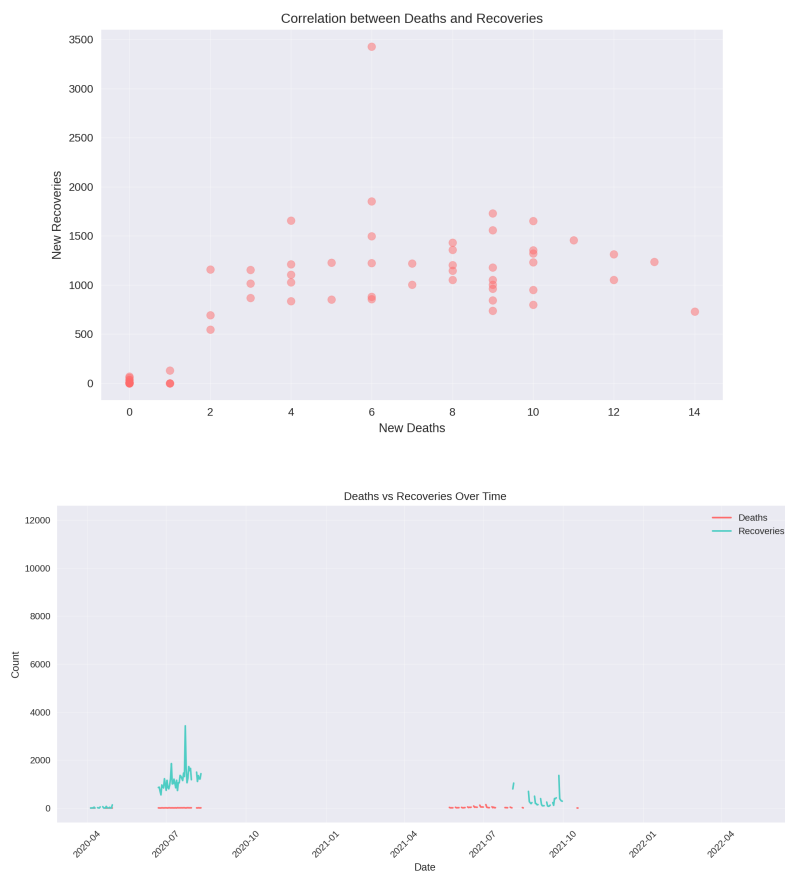 Correlation between Deaths and Recoveries
3500
3000
2500
2000
1500
1000
500
0
New Recoveries
0 2 4 6 8 10 12 14
New Deaths
Deaths vs Recoveries Over Time
Deaths
Recoveries
12000
10000
8000
6000
4000
2000
0
Count
2020-04 2020-07 2020-10 2021-01 2021-04 2021-07 2021-10 2022-01 2022-04
Date